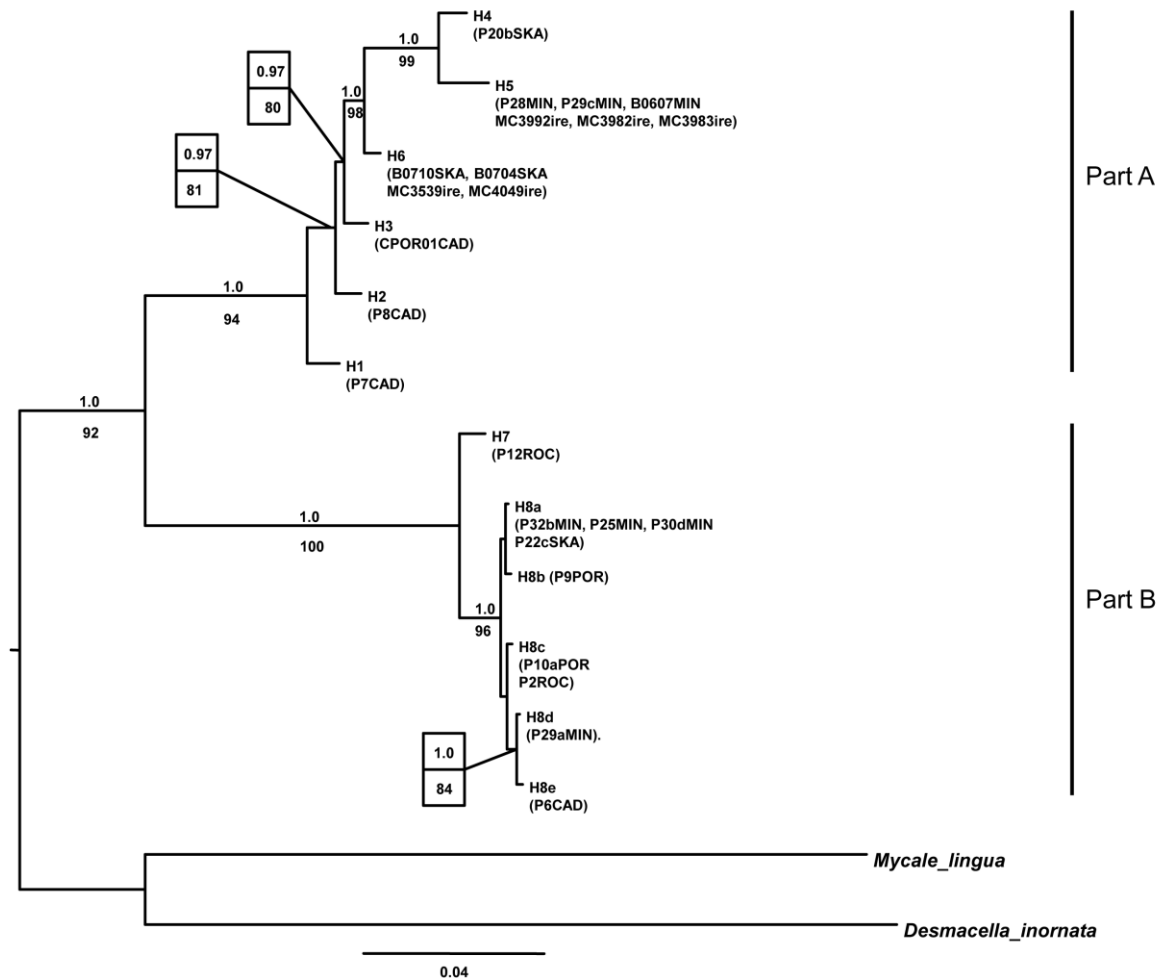 H4
(P20bSKA)
1.0
99
0.97
80
H5
(P28MIN, P29cMIN, B0607MIN
MC3992ire, MC3982ire, MC3983ire)
1.0
98
0.97
81
H6
(B0710SKA, B0704SKA
MC3539ire, MC4049ire)
Part A
H3
(CPOR01CAD)
1.0
94
H2
(P8CAD)
H1
(P7CAD)
1.0
92
H7
(P12ROC)
1.0
100
H8a
(P32bMIN, P25MIN, P30dMIN
P22cSKA)
H8b (P9POR)
Part B
1.0
96
H8c
(P10aPOR
P2ROC)
H8d
(P29aMIN).
1.0
84
H8e
(P6CAD)
Mycale_lingua
Desmacella_inornata
0.04